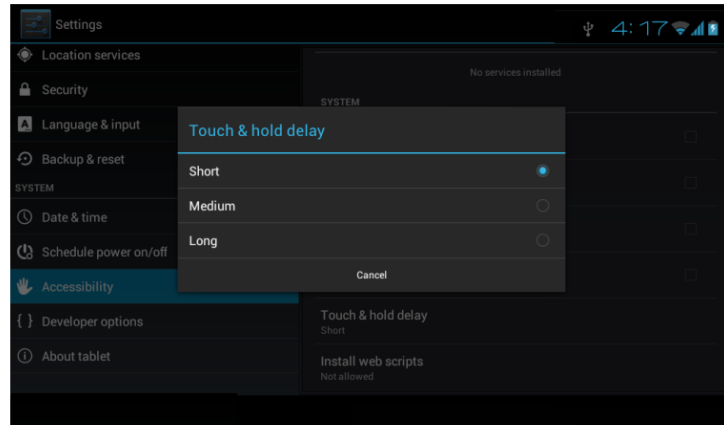 Settings
4:17
Location services
Security
Language & input
Backup & reset
SYSTEM
Date & time
Schedule power on/off
Accessibility
{ } Developer options
About tablet
No services installed
SYSTEM
Touch & hold delay
Short
Medium
Long
Cancel
Touch & hold delay
Short
Install web scripts
Not allowed